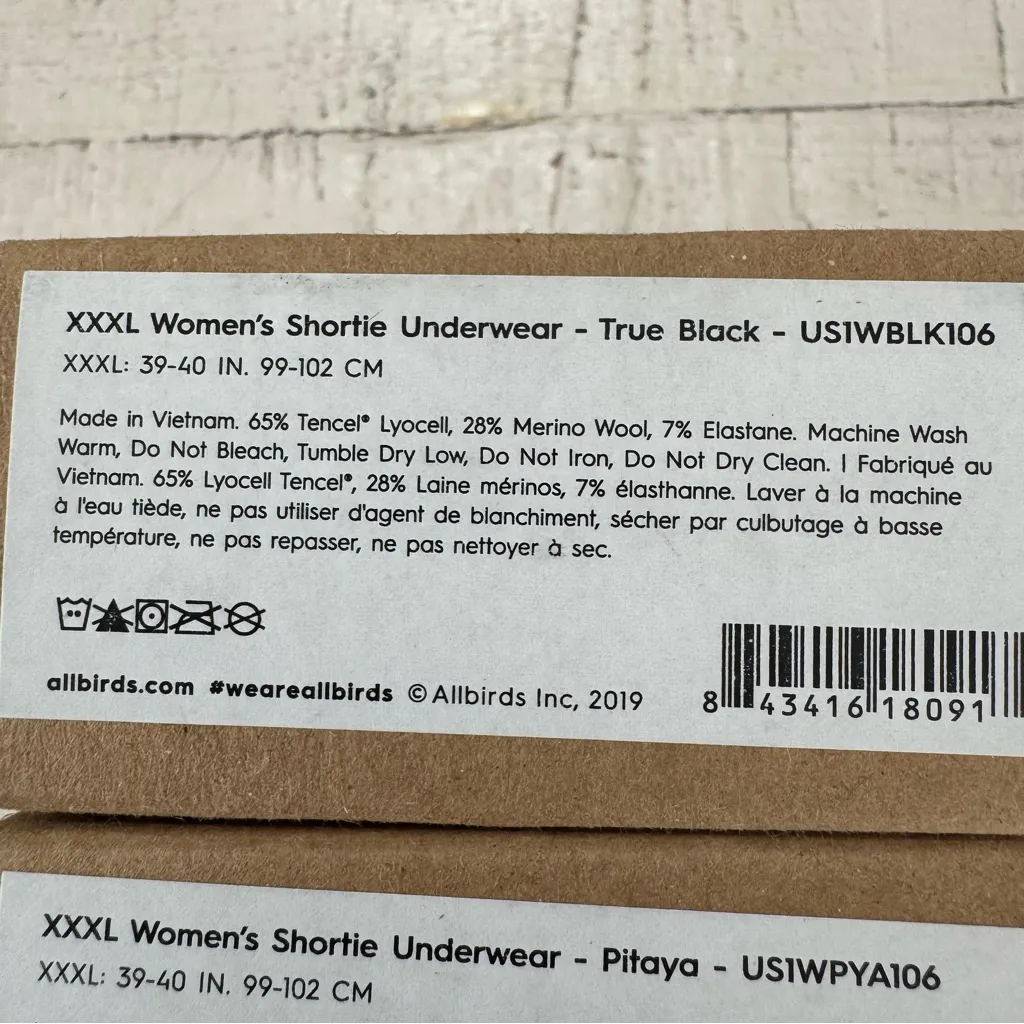 XXXL Women's Shortie Underwear - True Black - US1WBLK106
XXXL: 39-40 IN. 99-102 CM
Made in Vietnam. 65% Tencel® Lyocell, 28% Merino Wool, 7% Elastane. Machine Wash
Warm, Do Not Bleach, Tumble Dry Low, Do Not Iron, Do Not Dry Clean. | Fabriqué au
Vietnam. 65% Lyocell Tencel®, 28% Laine mérinos, 7% élasthanne. Laver à la machine
à l'eau tiède, ne pas utiliser d'agent de blanchiment, sécher par culbutage à basse
température, ne pas repasser, ne pas nettoyer à sec.
allbirds.com #weareallbirds © Allbirds Inc, 2019
8 43416 18091
XXXL Women's Shortie Underwear - Pitaya - US1WPYA106
XXXL: 39-40 IN. 99-102 CM